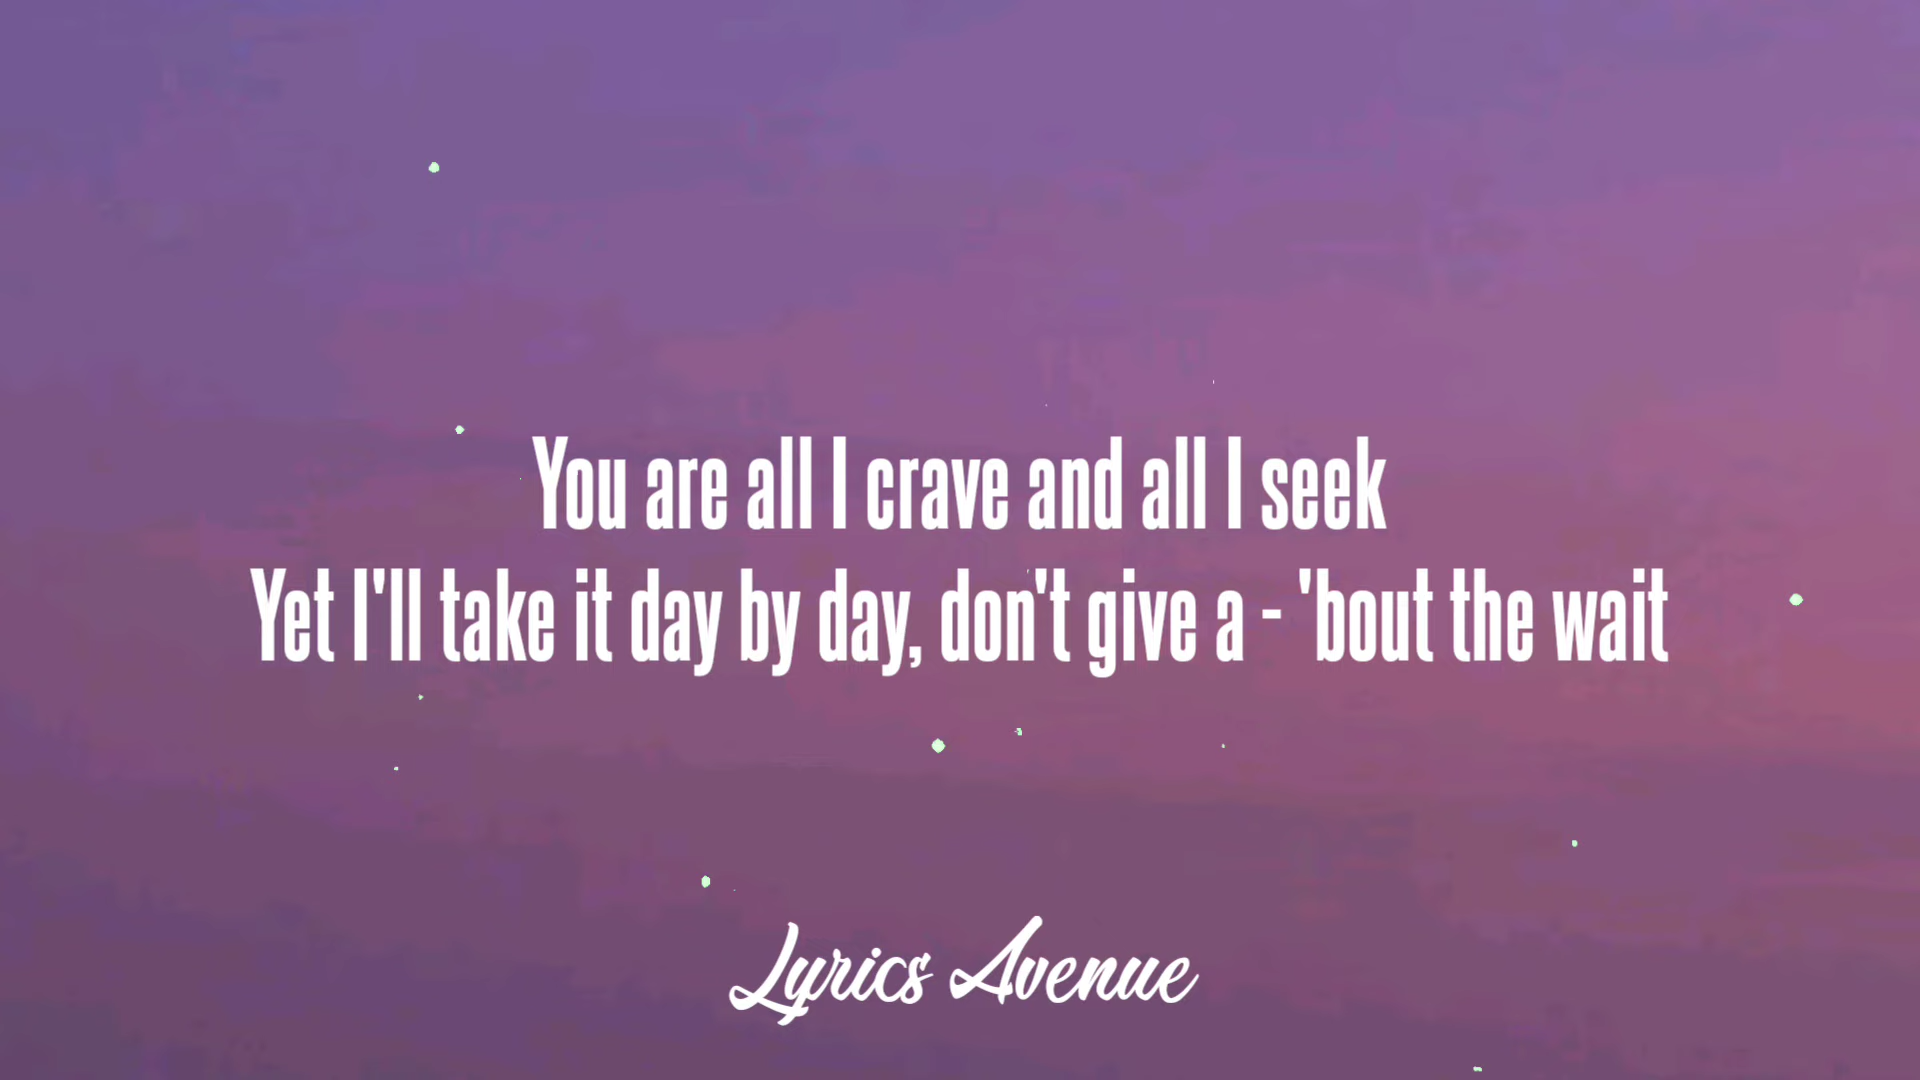 You are all I crave and all I seek
Yet I'll take it day by day, don't give a - 'bout the wait
Lyrics Avenue